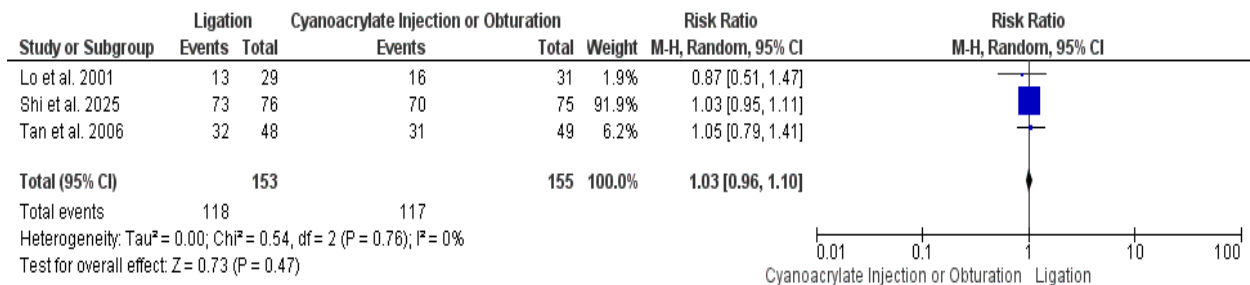 Ligation Cyanoacrylate Injection or Obturation Risk Ratio Risk Ratio
Study or Subgroup Events Total Events Total Weight M-H, Random, 95% CI M-H, Random, 95% CI
Lo et al. 2001 13 29 16 31 1.9% 0.87 [0.51, 1.47]
Shi et al. 2025 73 76 70 75 91.9% 1.03 [0.95, 1.11]
Tan et al. 2006 32 48 31 49 6.2% 1.05 [0.79, 1.41]
Total (95% CI) 153 155 100.0% 1.03 [0.96, 1.10]
Total events 118 117
Heterogeneity: Tau² = 0.00; Chi² = 0.54, df = 2 (P = 0.76); I² = 0%
Test for overall effect: Z = 0.73 (P = 0.47)
0.01 0.1 1 10 100
Cyanoacrylate Injection or Obturation Ligation